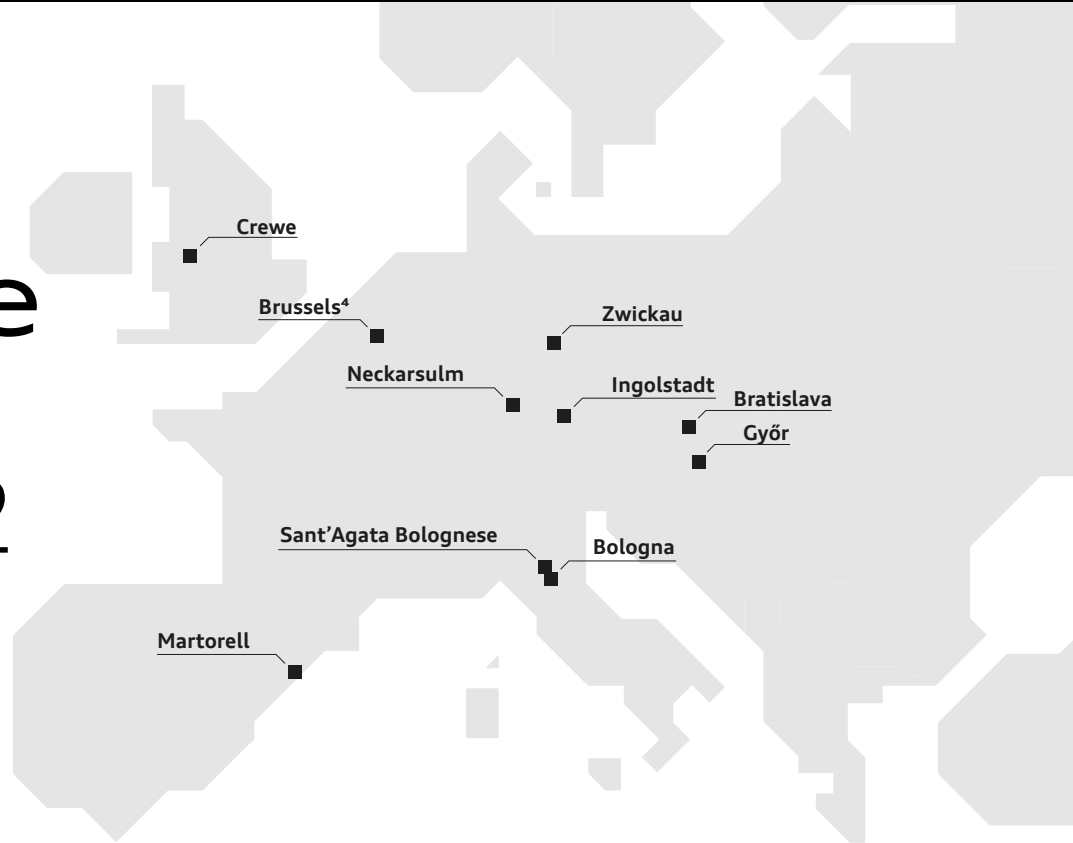 Crewe
e
Brussels⁴
Zwickau
Neckarsulm
Ingolstadt
Bratislava
Győr
Sant’Agata Bolognese
Bologna
Martorell